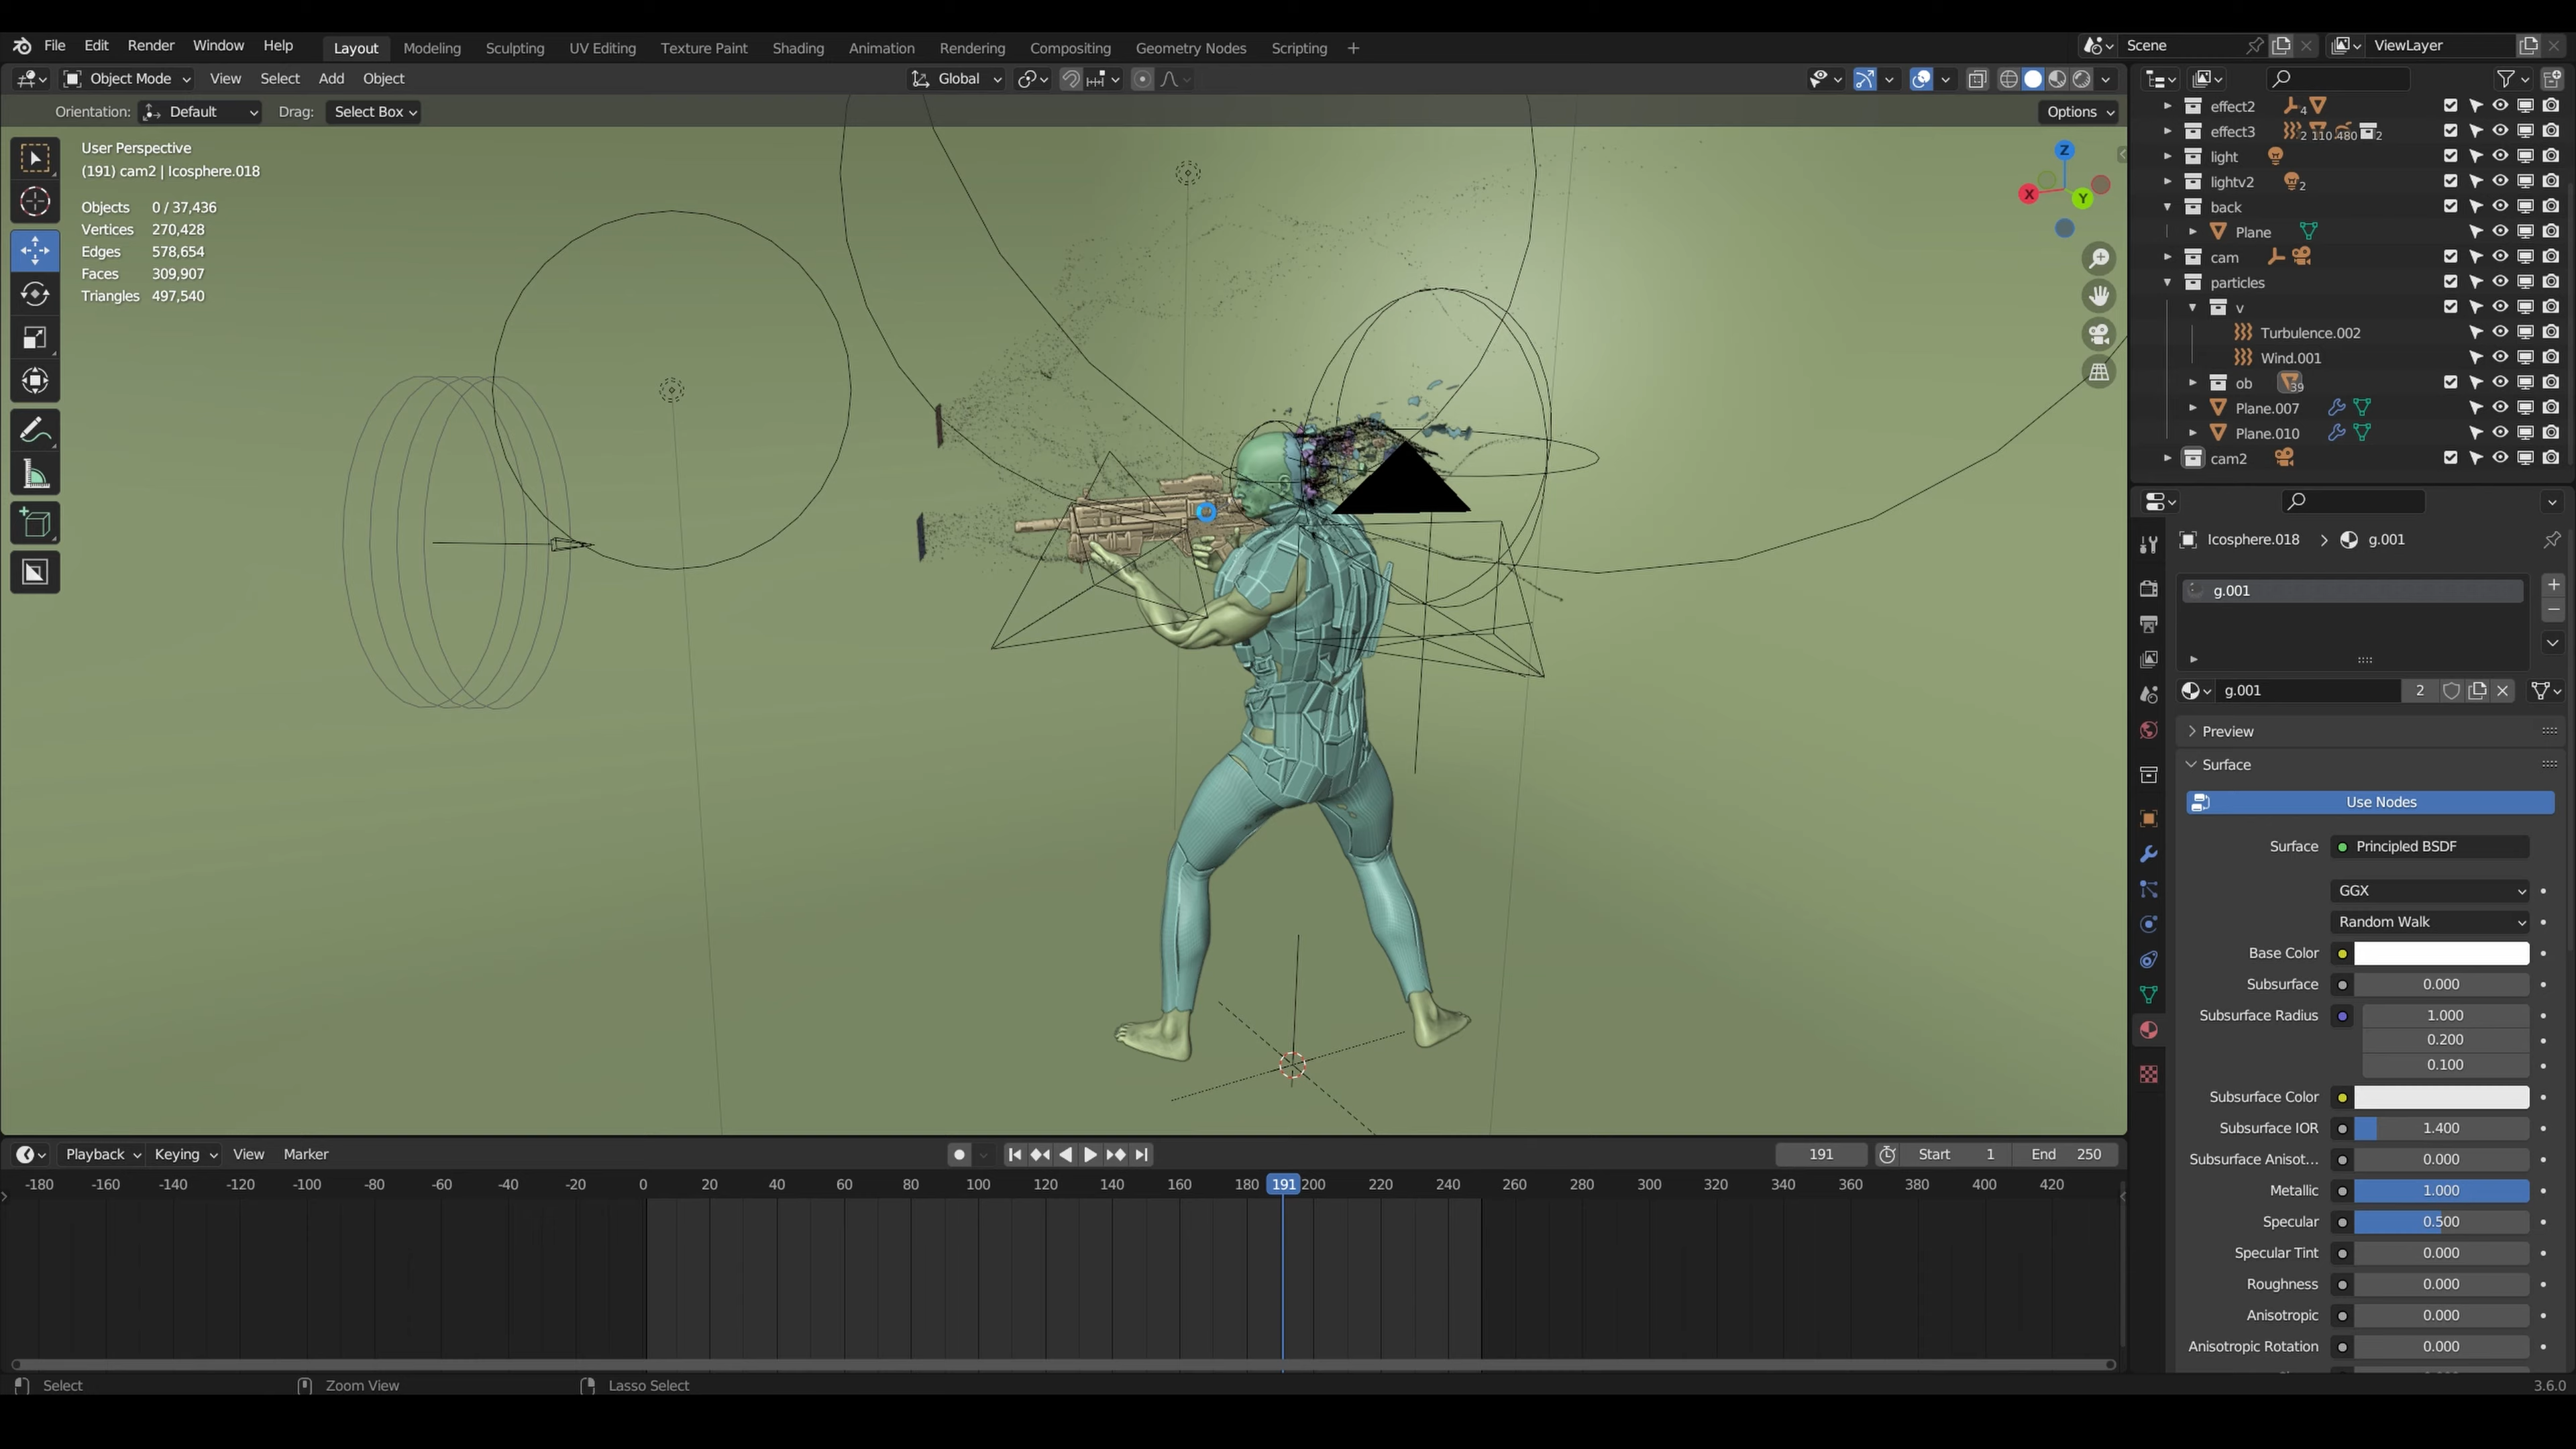 File Edit Render Window Help Layout Modeling Sculpting UV Editing Texture Paint Shading Animation Rendering Compositing Geometry Nodes Scripting + Scene ViewLayer
Object Mode View Select Add Object Global
Orientation: Default Drag: Select Box Options
User Perspective
(191) cam2 | Icosphere.018
Objects 0 / 37,436
Vertices 270,428
Edges 578,654
Faces 309,907
Triangles 497,540
Z
X
Y
effect2 4
effect3 2 110 480 2
light
lightv2 2
back
Plane
cam
particles
v
Turbulence.002
Wind.001
ob 39
Plane.007
Plane.010
cam2
Icosphere.018 > g.001
g.001
g.001 2
Preview
Surface
Use Nodes
Surface Principled BSDF
GGX
Random Walk
Base Color
Subsurface 0.000
Subsurface Radius 1.000
0.200
0.100
Subsurface Color
Subsurface IOR 1.400
Subsurface Anisot... 0.000
Metallic 1.000
Specular 0.500
Specular Tint 0.000
Roughness 0.000
Anisotropic 0.000
Anisotropic Rotation 0.000
Playback Keying View Marker 191 Start 1 End 250
-180 -160 -140 -120 -100 -80 -60 -40 -20 0 20 40 60 80 100 120 140 160 180 191 200 220 240 260 280 300 320 340 360 380 400 420
Select Zoom View Lasso Select 3.6.0